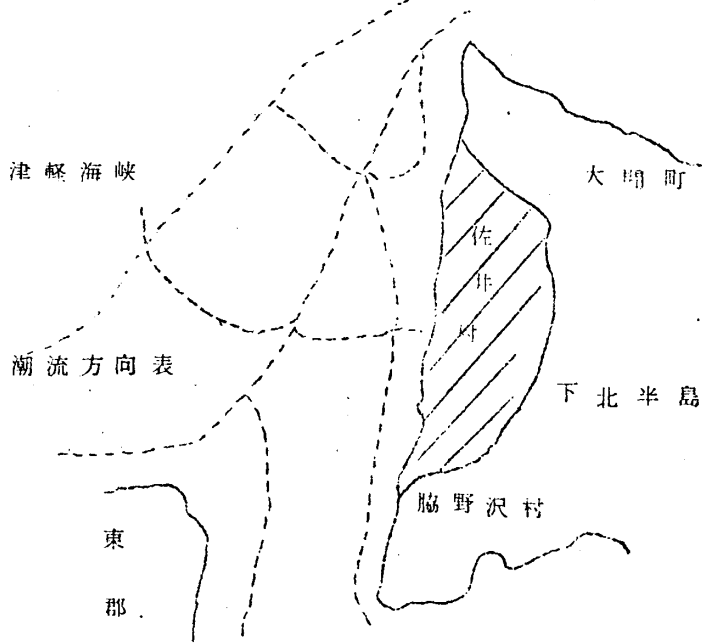 津軽海峡
大間町
佐井村
潮流方向表
下北半島
脇野沢村
東郡